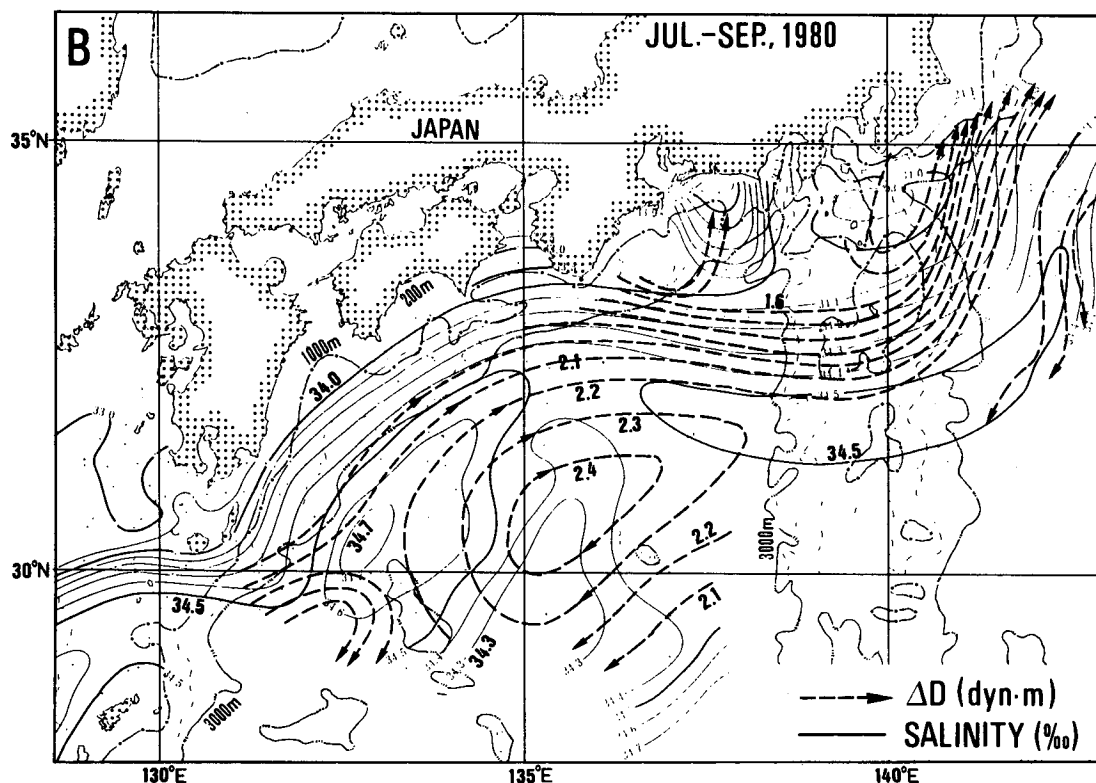 B
JUL.-SEP., 1980
35°N
JAPAN
200m
1000m
34.0
1.6
2.1
2.2
2.3
34.5
2.4
34.7
2.2
3000m
30°N
34.5
2.1
34.3
3000m
ΔD (dyn·m)
SALINITY (‰)
130°E
135°E
140°E